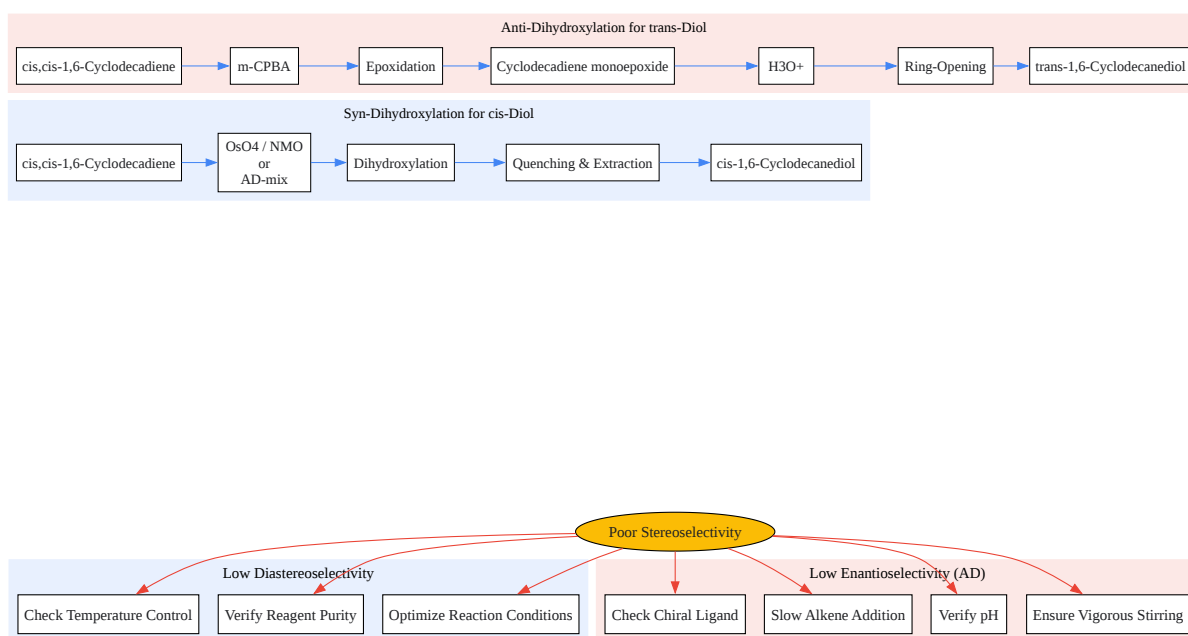 Anti-Dihydroxylation for trans-Diol
cis,cis-1,6-Cyclodecadiene
m-CPBA
Epoxidation
Cyclodecadiene monoepoxide
H3O+
Ring-Opening
trans-1,6-Cyclodecanediol
Syn-Dihydroxylation for cis-Diol
cis,cis-1,6-Cyclodecadiene
OsO4 / NMO
or
AD-mix
Dihydroxylation
Quenching & Extraction
cis-1,6-Cyclodecanediol
Poor Stereoselectivity
Low Diastereoselectivity
Check Temperature Control
Verify Reagent Purity
Optimize Reaction Conditions
Low Enantioselectivity (AD)
Check Chiral Ligand
Slow Alkene Addition
Verify pH
Ensure Vigorous Stirring